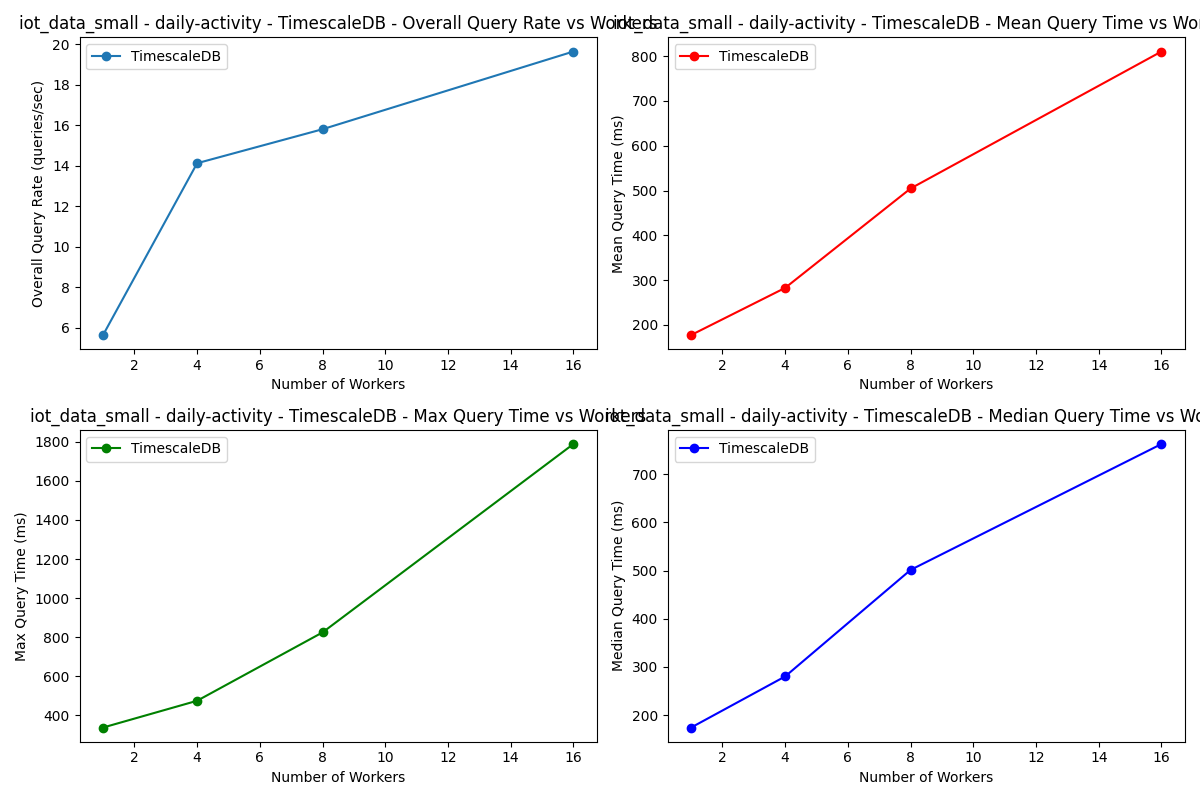 iot_data_small - daily-activity - TimescaleDB - Overall Query Rate vs Workers
TimescaleDB
Overall Query Rate (queries/sec)
20
18
16
14
12
10
8
6
2 4 6 8 10 12 14 16
Number of Workers
iot_data_small - daily-activity - TimescaleDB - Mean Query Time vs Wor
TimescaleDB
Mean Query Time (ms)
800
700
600
500
400
300
200
2 4 6 8 10 12 14 16
Number of Workers
iot_data_small - daily-activity - TimescaleDB - Max Query Time vs Workers
TimescaleDB
Max Query Time (ms)
1800
1600
1400
1200
1000
800
600
400
2 4 6 8 10 12 14 16
Number of Workers
iot_data_small - daily-activity - TimescaleDB - Median Query Time vs Wo
TimescaleDB
Median Query Time (ms)
700
600
500
400
300
200
2 4 6 8 10 12 14 16
Number of Workers